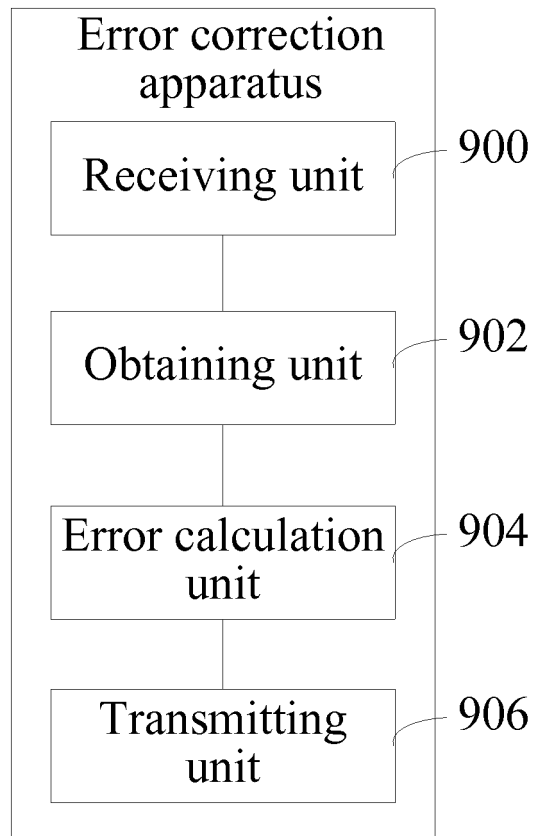 Error correction
apparatus
Receiving unit
900
Obtaining unit
902
Error calculation
unit
904
Transmitting
unit
906